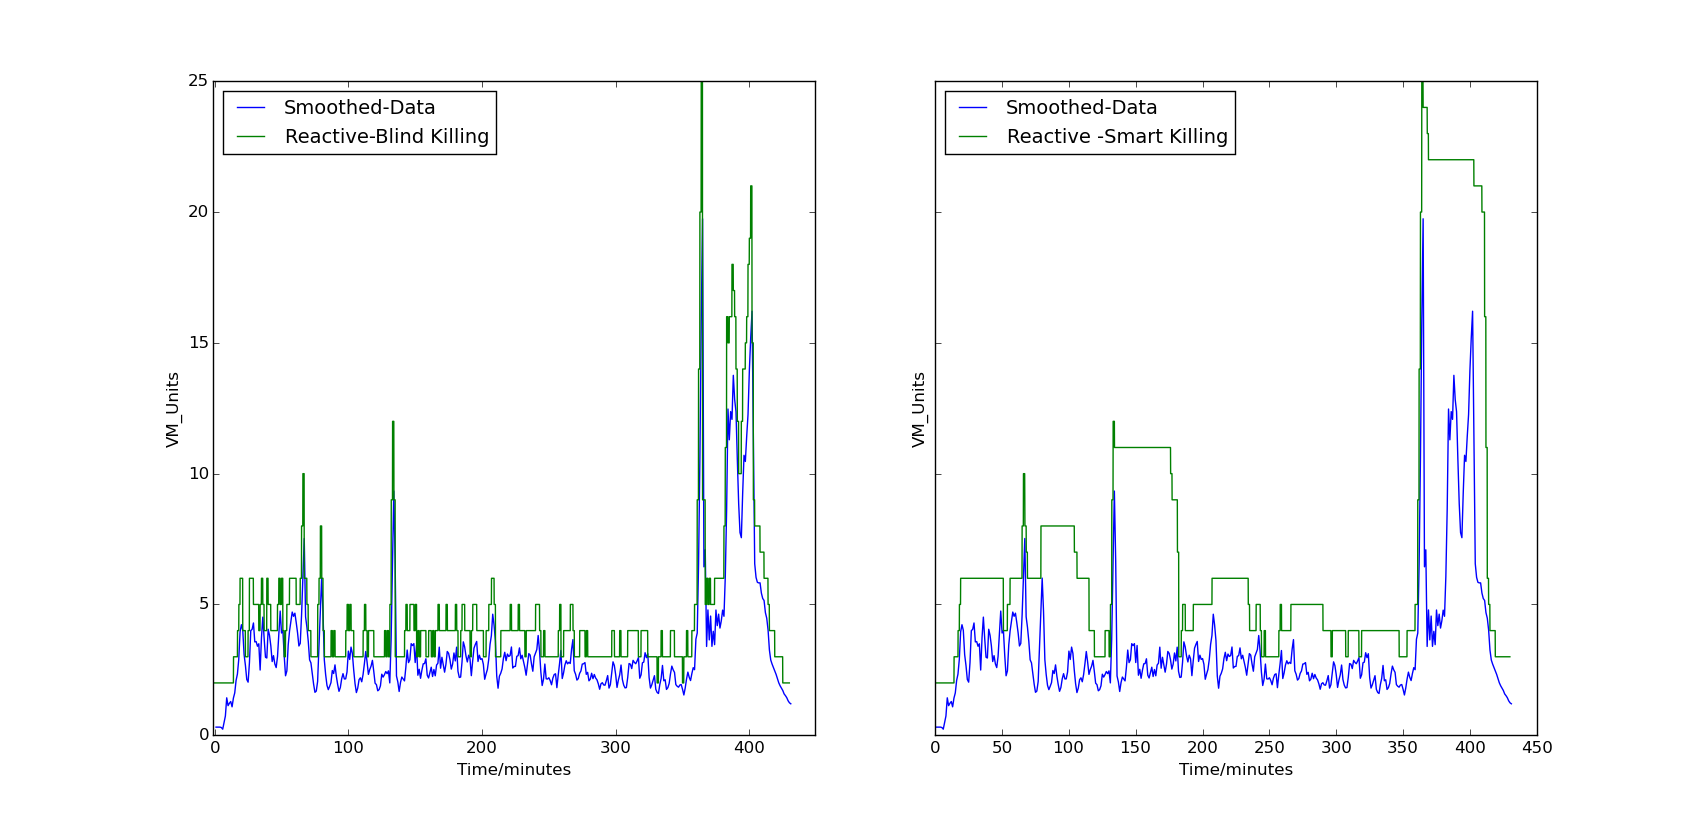 Smoothed-Data
Reactive-Blind Killing
25
20
15
10
5
0
VM_Units
0 100 200 300 400
Time/minutes
Smoothed-Data
Reactive -Smart Killing
VM_Units
0 50 100 150 200 250 300 350 400 450
Time/minutes